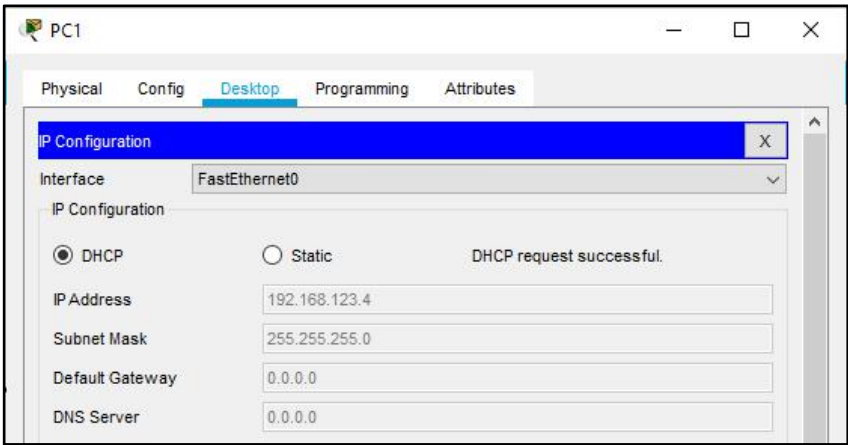 PC1
Physical Config Desktop Programming Attributes
IP Configuration X
Interface FastEthernet0
IP Configuration
DHCP Static DHCP request successful.
IP Address 192.168.123.4
Subnet Mask 255.255.255.0
Default Gateway 0.0.0.0
DNS Server 0.0.0.0